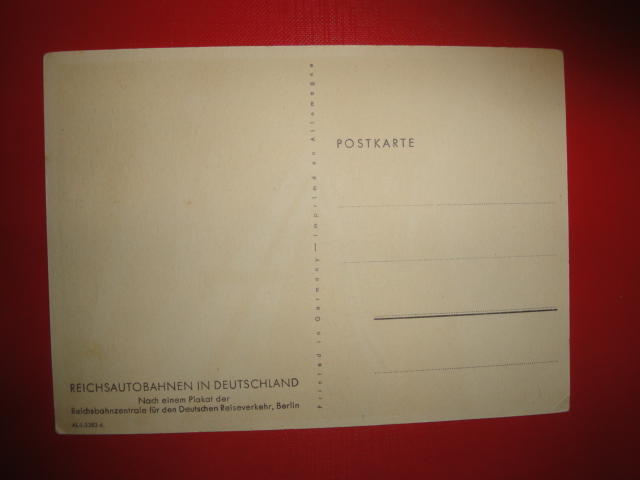 POSTKARTE
Printed in Germany — Imprimé en Allemagne
REICHSAUTOBAHNEN IN DEUTSCHLAND
Nach einem Plakat der
Reichsbahnzentrale für den Deutschen Reiseverkehr, Berlin